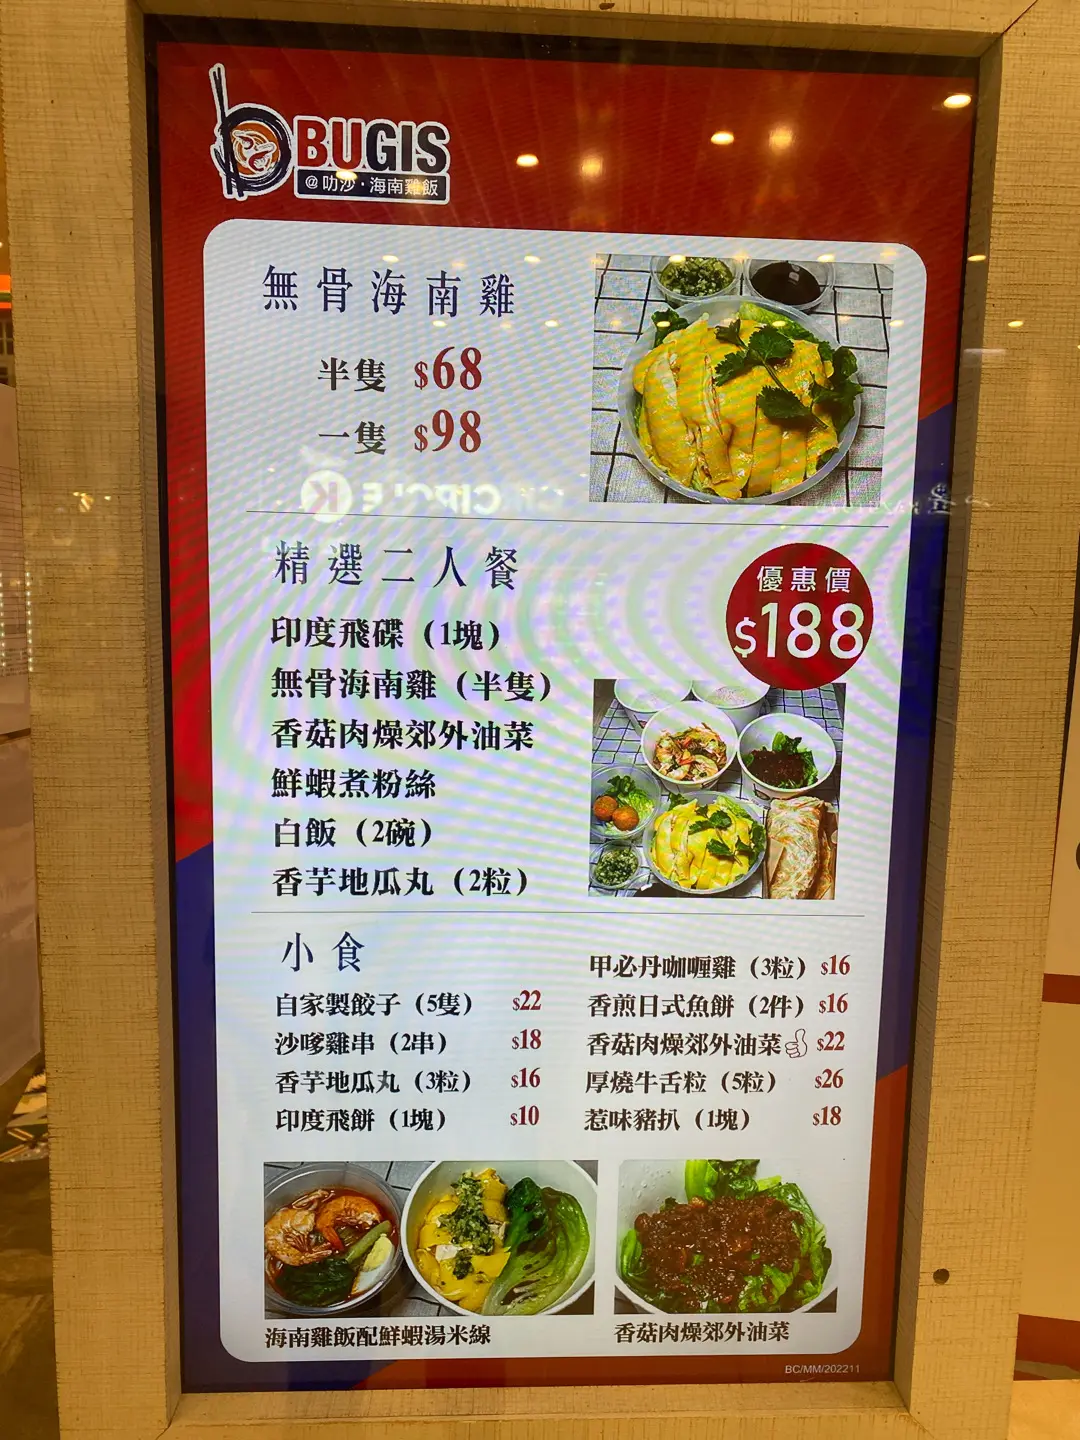 BUGIS
@叻沙·海南雞飯
無骨海南雞
半隻 $68
一隻 $98
CIRCLE K
精選二人餐
優惠價
$188
印度飛碟（1塊）
無骨海南雞（半隻）
香菇肉燥郊外油菜
鮮蝦煮粉絲
白飯（2碗）
香芋地瓜丸（2粒）
小食
自家製餃子（5隻） $22
沙嗲雞串（2串） $18
香芋地瓜丸（3粒） $16
印度飛餅（1塊） $10
甲必丹咖喱雞（3粒） $16
香煎日式魚餅（2件） $16
香菇肉燥郊外油菜 $22
厚燒牛舌粒（5粒） $26
惹味豬扒（1塊） $18
海南雞飯配鮮蝦湯米線
香菇肉燥郊外油菜
BC/MM/202211